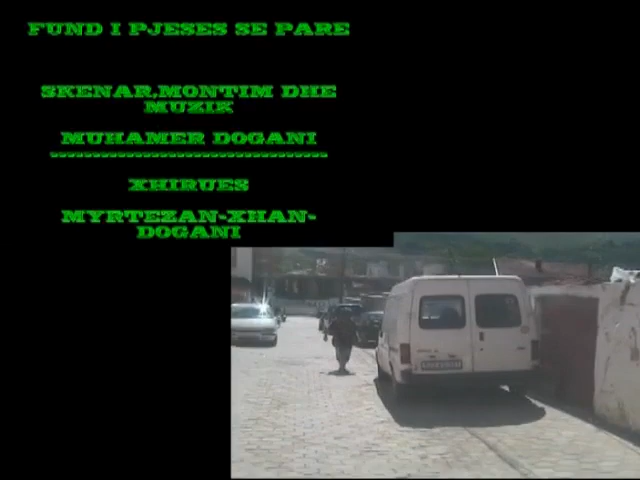 FUND I PJESES SE PARE
SKENAR,MONTIM DHE
MUZIK
MUHAMER DOGANI
---------------------------------
XHIRUES
MYRTEZAN-XHAN-
DOGANI